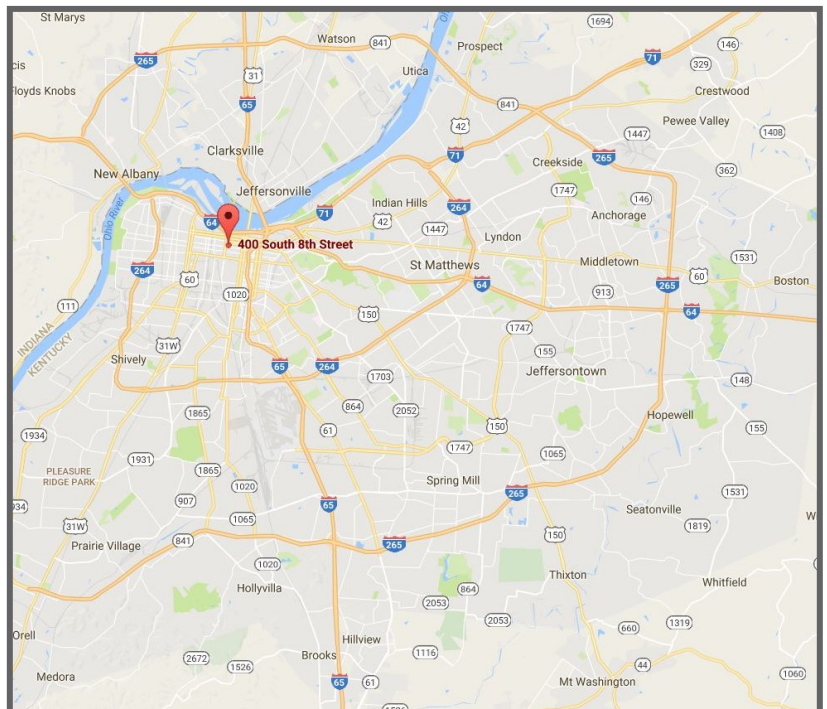 St Marys
1694
Watson
841
Prospect
146
265
31
71
329
Utica
Crestwood
Floyds Knobs
65
841
42
Pewee Valley
1447
1408
Clarksville
71
Creekside
265
362
New Albany
Jeffersonville
1747
146
Indian Hills
264
64
71
42
Anchorage
Ohio River
1447
400 South 8th Street
Lyndon
264
St Matthews
Middletown
1531
60
64
265
60
Boston
1020
913
111
150
64
INDIANA
KENTUCKY
1747
31W
155
Shively
65
264
Jeffersontown
1703
148
864
2052
1865
Hopewell
61
150
155
1934
1747
1065
1931
PLEASURE
RIDGE PARK
1865
Spring Mill
1020
265
1531
907
65
Seatonville
1065
1819
31W
841
150
Prairie Village
265
1020
Thixton
Hollyvilla
864
Whitfield
2053
2053
1319
660
Orell
Hillview
2672
1526
Brooks
1116
44
1060
Medora
65
61
Mt Washington